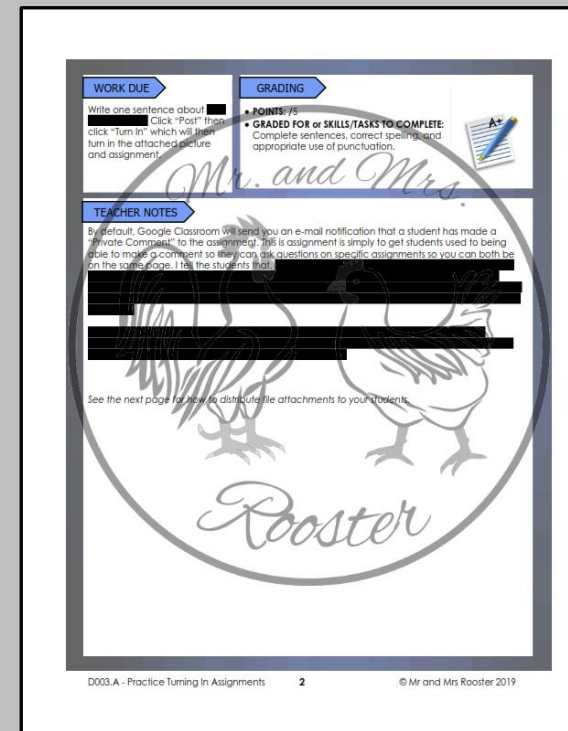 WORK DUE
Write one sentence about
Click “Post” then
click “Turn In” which will then
turn in the attached picture
and assignment.
GRADING
• POINTS: /5
• GRADED FOR or SKILLS/TASKS TO COMPLETE:
Complete sentences, correct spelling, and
appropriate use of punctuation.
A+
Mr. and Mrs.
TEACHER NOTES
By default, Google Classroom will send you an e-mail notification that a student has made a
“Private Comment” to the assignment. This is assignment is simply to get students used to being
able to make a comment so they can ask questions on specific assignments so you can both be
on the same page. I tell the students that,
See the next page for how to distribute file attachments to your students.
Rooster
D003.A - Practice Turning In Assignments 2 © Mr and Mrs Rooster 2019